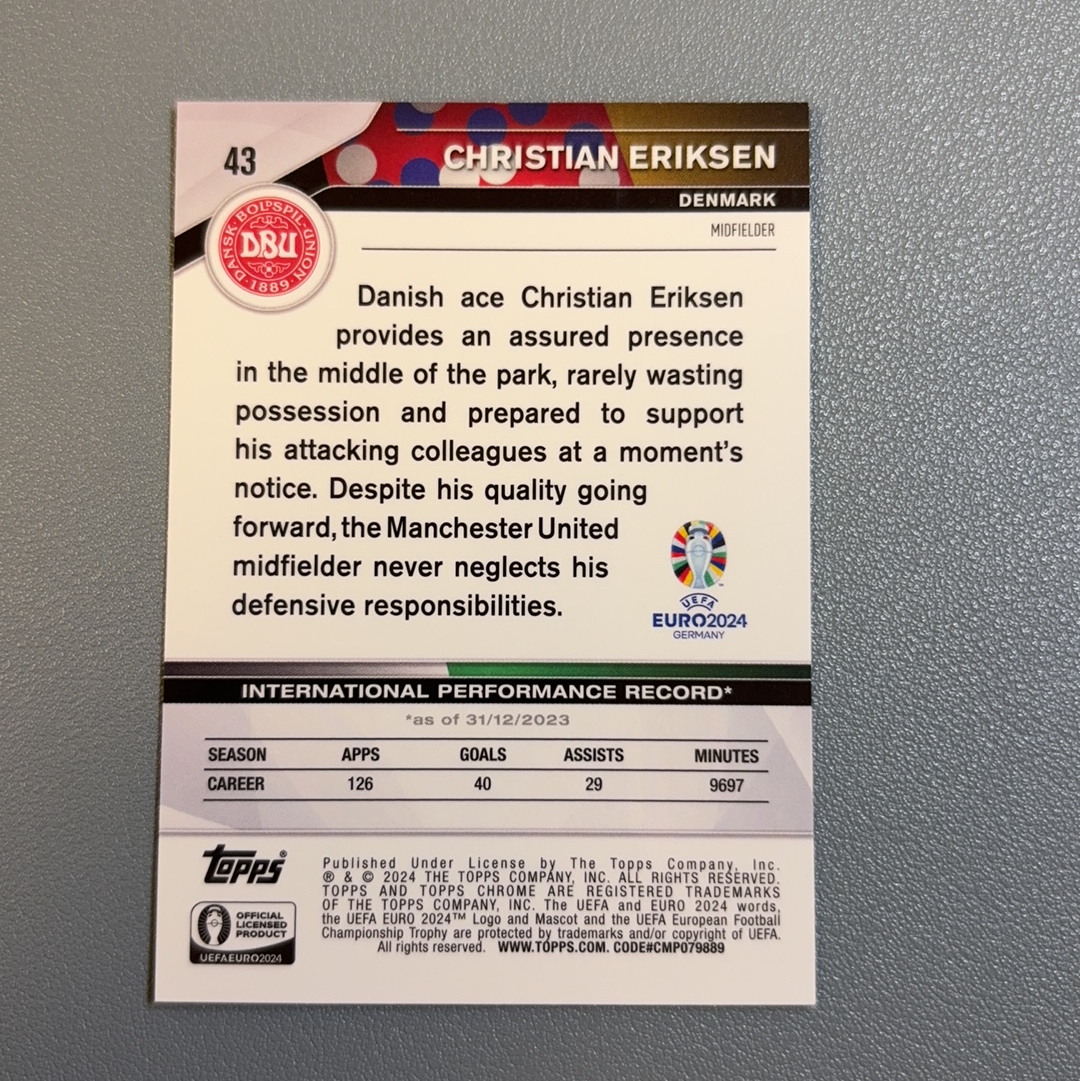 43
CHRISTIAN ERIKSEN
DENMARK
MIDFIELDER
DANSK·BOLDSPIL-UNION
DBU
·1889·
Danish ace Christian Eriksen
provides an assured presence
in the middle of the park, rarely wasting
possession and prepared to support
his attacking colleagues at a moment's
notice. Despite his quality going
forward, the Manchester United
midfielder never neglects his
defensive responsibilities.
UEFA
EURO2024
GERMANY
INTERNATIONAL PERFORMANCE RECORD*
*as of 31/12/2023
SEASON APPS GOALS ASSISTS MINUTES
CAREER 126 40 29 9697
topps®
Published Under License by The Topps Company, Inc.
® & © 2024 THE TOPPS COMPANY, INC. ALL RIGHTS RESERVED.
TOPPS AND TOPPS CHROME ARE REGISTERED TRADEMARKS
OF THE TOPPS COMPANY, INC. The UEFA and EURO 2024 words,
the UEFA EURO 2024™ Logo and Mascot and the UEFA European Football
Championship Trophy are protected by trademarks and/or copyright of UEFA.
All rights reserved. WWW.TOPPS.COM. CODE#CMP079889
OFFICIAL
LICENSED
PRODUCT
UEFAEURO2024